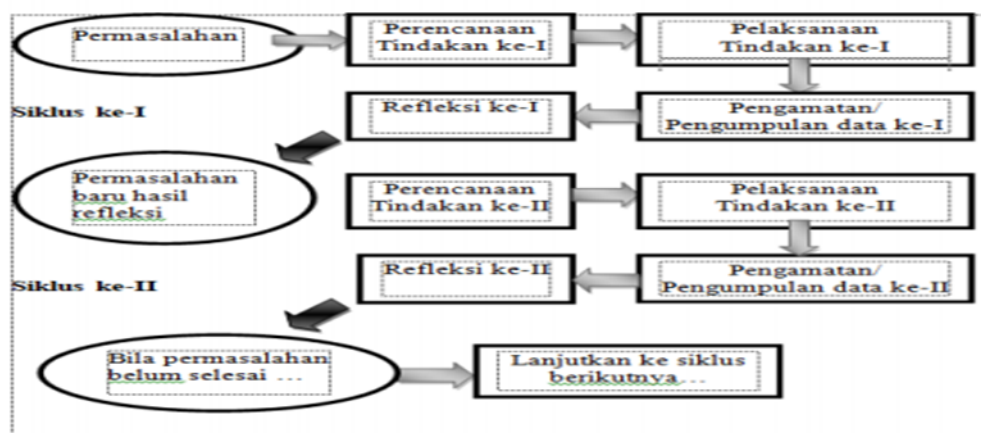 Permasalahan
Perencanaan
Tindakan ke-I
Pelaksanaan
Tindakan ke-I
Siklus ke-I
Refleksi ke-I
Pengamatan/
Pengumpulan data ke-I
Permasalahan
baru hasil
refleksi
Perencanaan
Tindakan ke-II
Pelaksanaan
Tindakan ke-II
Siklus ke-II
Refleksi ke-II
Pengamatan/
Pengumpulan data ke-II
Bila permasalahan
belum selesai ...
Lanjutkan ke siklus
berikutnya...